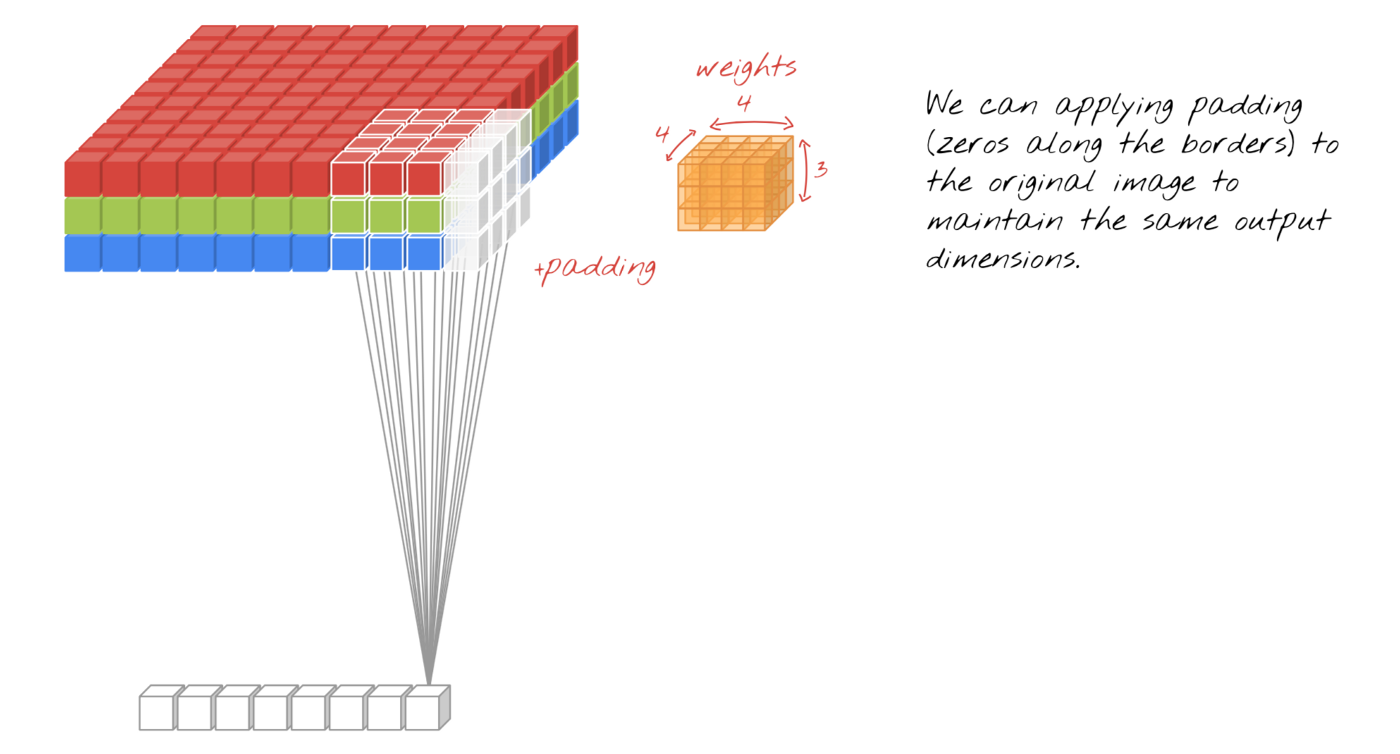 weights
4
4
3
+padding
We can applying padding
(zeros along the borders) to
the original image to
maintain the same output
dimensions.